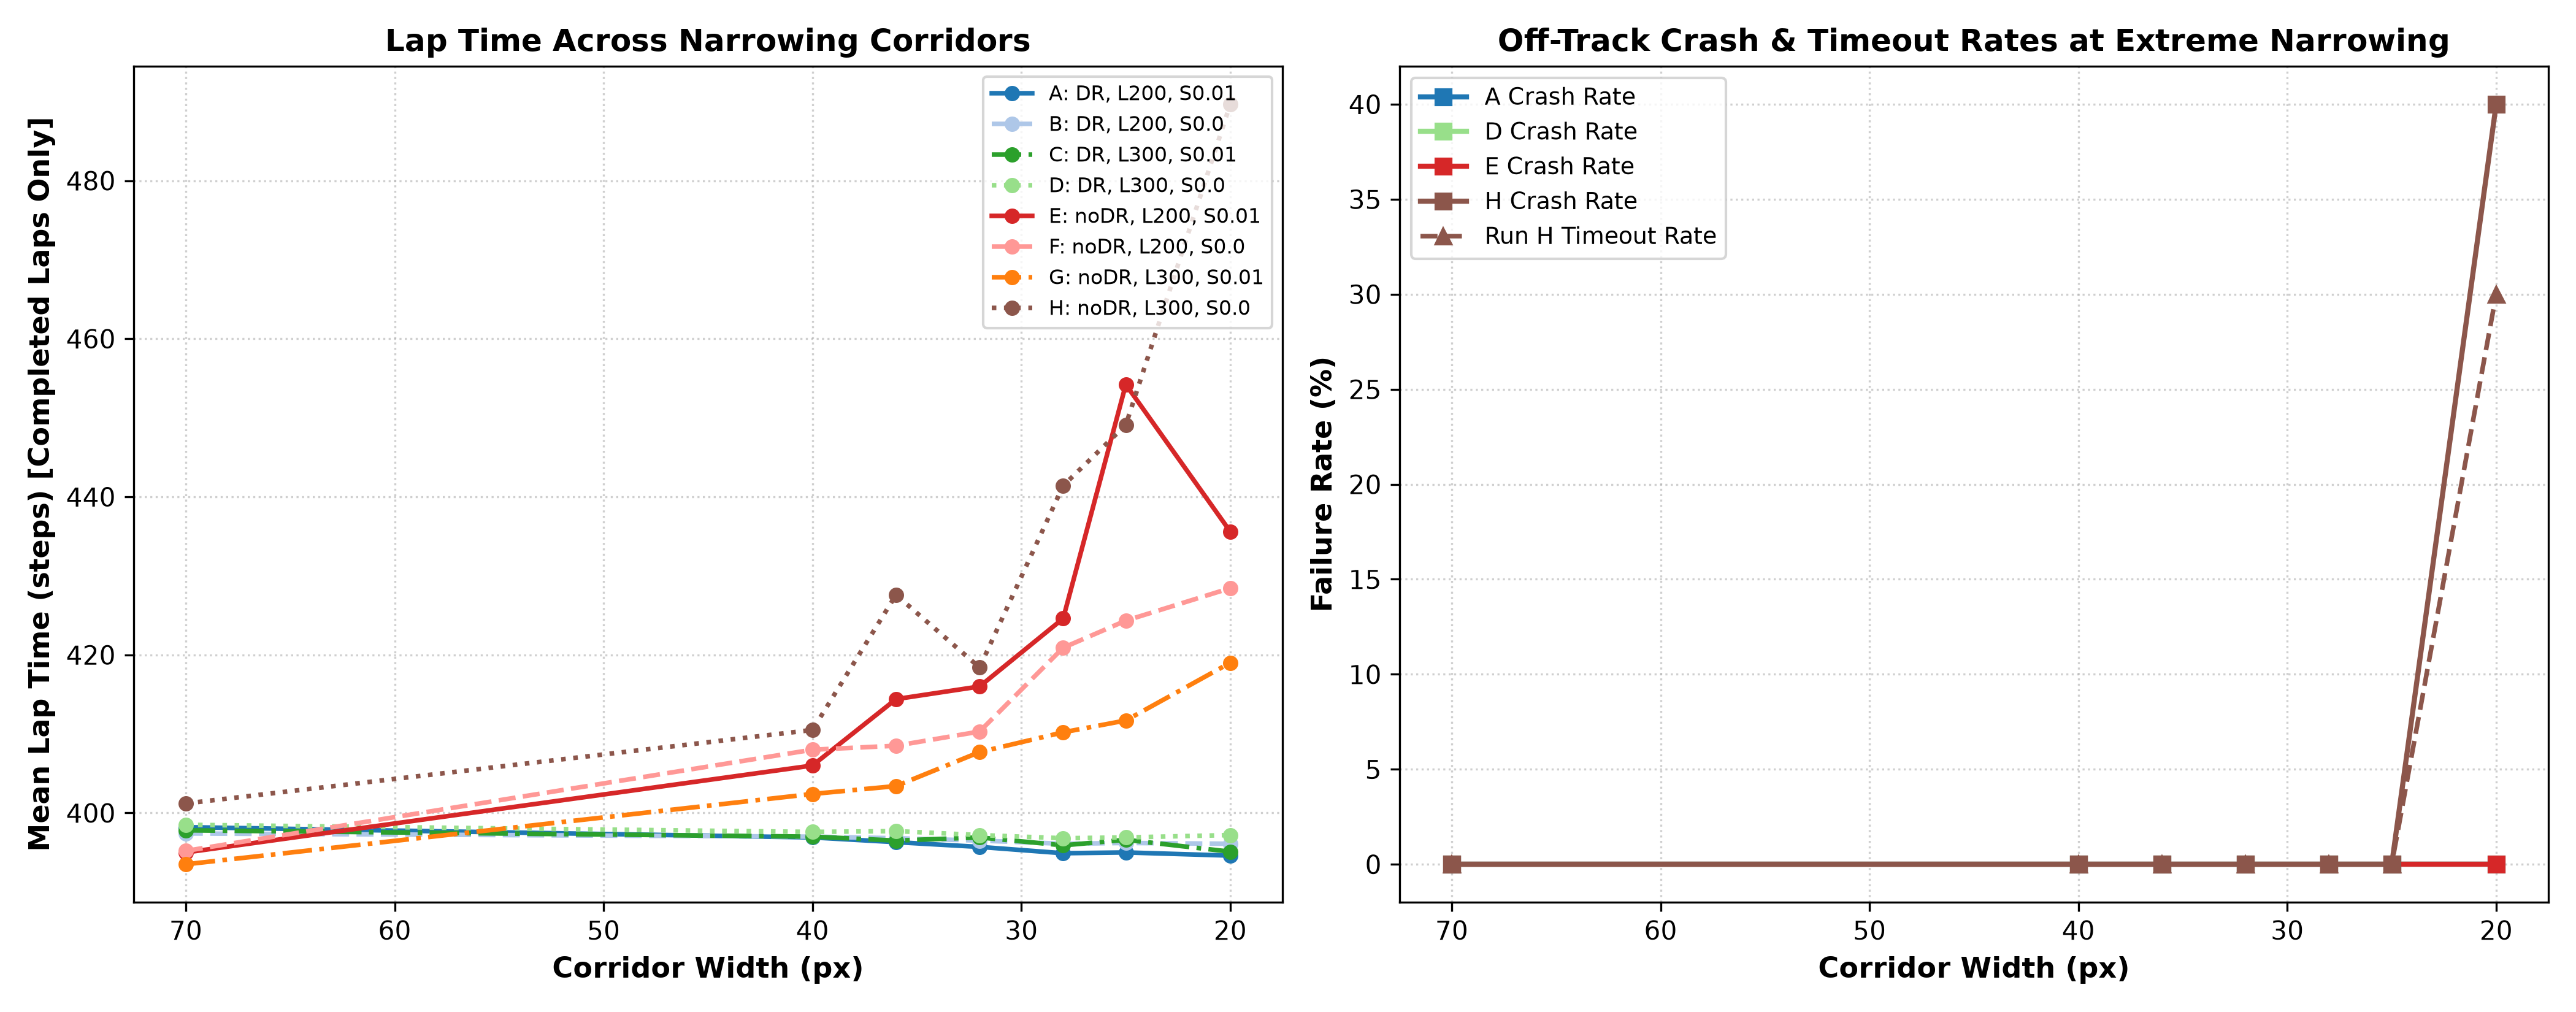 Lap Time Across Narrowing Corridors
Mean Lap Time (steps) [Completed Laps Only]
480
460
440
420
400
70
60
50
40
30
20
Corridor Width (px)
A: DR, L200, S0.01
B: DR, L200, S0.0
C: DR, L300, S0.01
D: DR, L300, S0.0
E: noDR, L200, S0.01
F: noDR, L200, S0.0
G: noDR, L300, S0.01
H: noDR, L300, S0.0
Off-Track Crash & Timeout Rates at Extreme Narrowing
Failure Rate (%)
40
35
30
25
20
15
10
5
0
70
60
50
40
30
20
Corridor Width (px)
A Crash Rate
D Crash Rate
E Crash Rate
H Crash Rate
Run H Timeout Rate